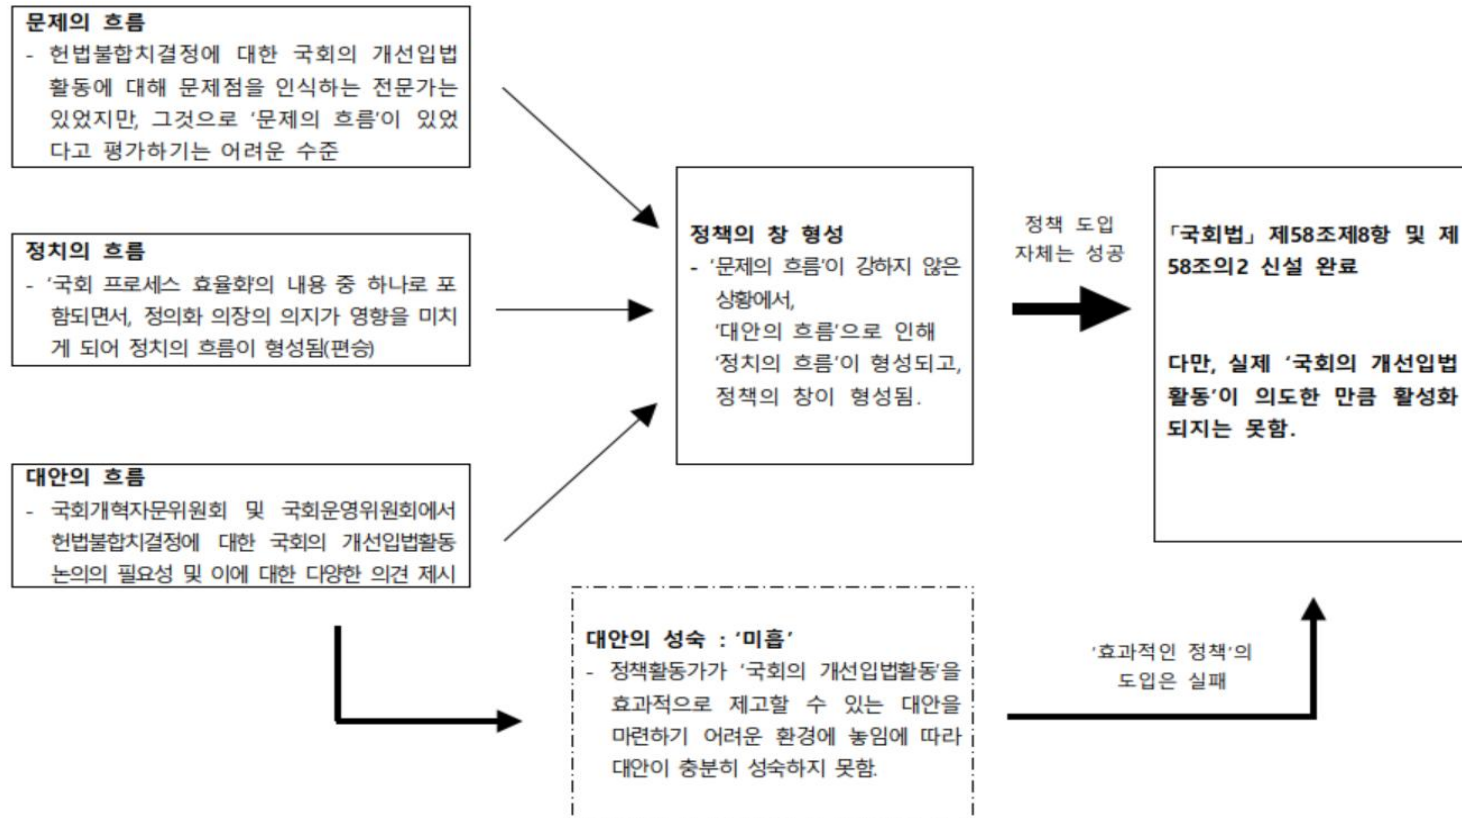 문제의 흐름
- 헌법불합치결정에 대한 국회의 개선입법
활동에 대해 문제점을 인식하는 전문가는
있었지만, 그것으로 ‘문제의 흐름’이 있었
다고 평가하기는 어려운 수준
정치의 흐름
- ‘국회 프로세스 효율화’의 내용 중 하나로 포
함되면서, 정의화 의장의 의지가 영향을 미치
게 되어 정치의 흐름이 형성됨(편승)
대안의 흐름
- 국회개혁자문위원회 및 국회운영위원회에서
헌법불합치결정에 대한 국회의 개선입법활동
논의의 필요성 및 이에 대한 다양한 의견 제시
정책의 창 형성
- ‘문제의 흐름’이 강하지 않은
상황에서,
‘대안의 흐름’으로 인해
‘정치의 흐름’이 형성되고,
정책의 창이 형성됨.
정책 도입
자체는 성공
「국회법」 제58조제8항 및 제
58조의2 신설 완료
다만, 실제 ‘국회의 개선입법
활동’이 의도한 만큼 활성화
되지는 못함.
대안의 성숙 : ‘미흡’
- 정책활동가가 ‘국회의 개선입법활동’을
효과적으로 제고할 수 있는 대안을
마련하기 어려운 환경에 놓임에 따라
대안이 충분히 성숙하지 못함.
‘효과적인 정책’의
도입은 실패